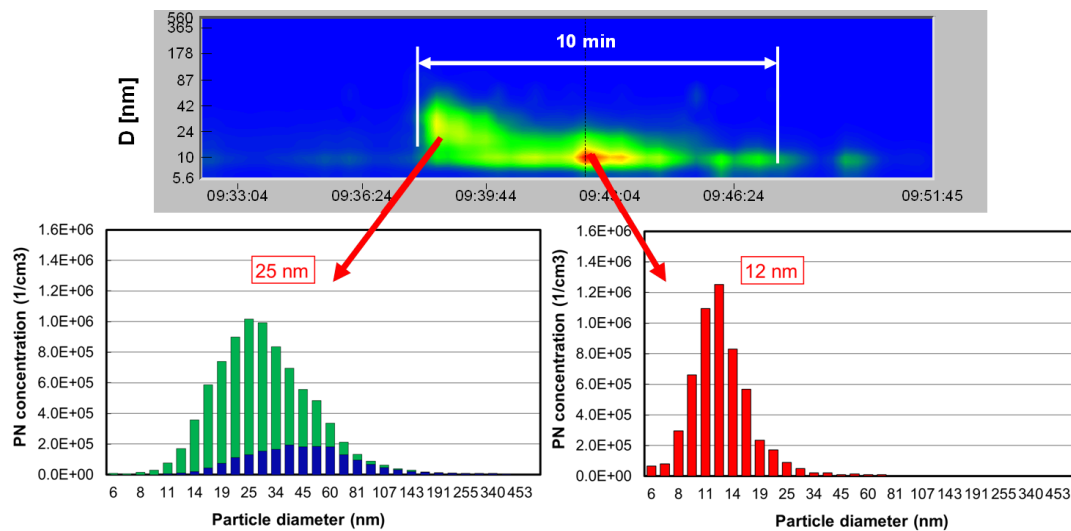 560
365
178
87
42
24
10
5.6
D [nm]
10 min
09:33:04 09:36:24 09:39:44 09:43:04 09:46:24 09:51:45
1.6E+06
1.4E+06
1.2E+06
1.0E+06
8.0E+05
6.0E+05
4.0E+05
2.0E+05
0.0E+00
PN concentration (1/cm3)
25 nm
6 8 11 14 19 25 34 45 60 81 107 143 191 255 340 453
Particle diameter (nm)
1.6E+06
1.4E+06
1.2E+06
1.0E+06
8.0E+05
6.0E+05
4.0E+05
2.0E+05
0.0E+00
PN concentration (1/cm3)
12 nm
6 8 11 14 19 25 34 45 60 81 107 143 191 255 340 453
Particle diameter (nm)